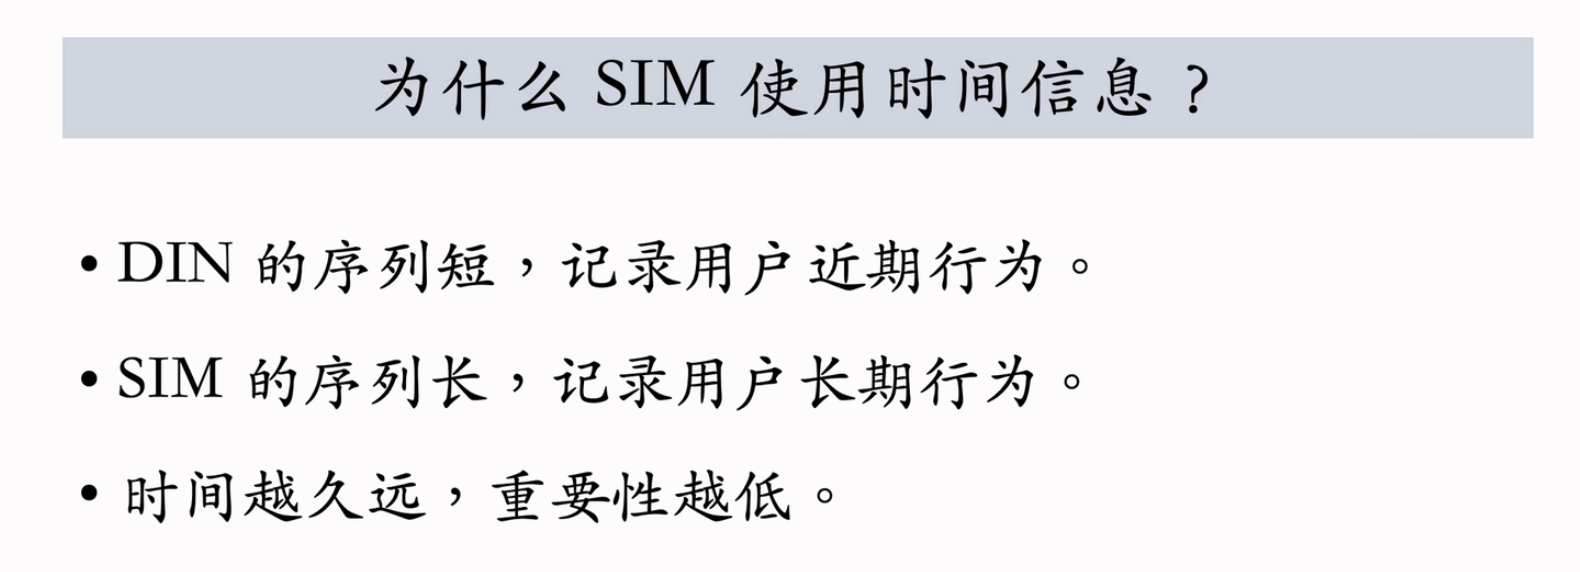 为什么 SIM 使用时间信息？
• DIN 的序列短，记录用户近期行为。
• SIM 的序列长，记录用户长期行为。
• 时间越久远，重要性越低。